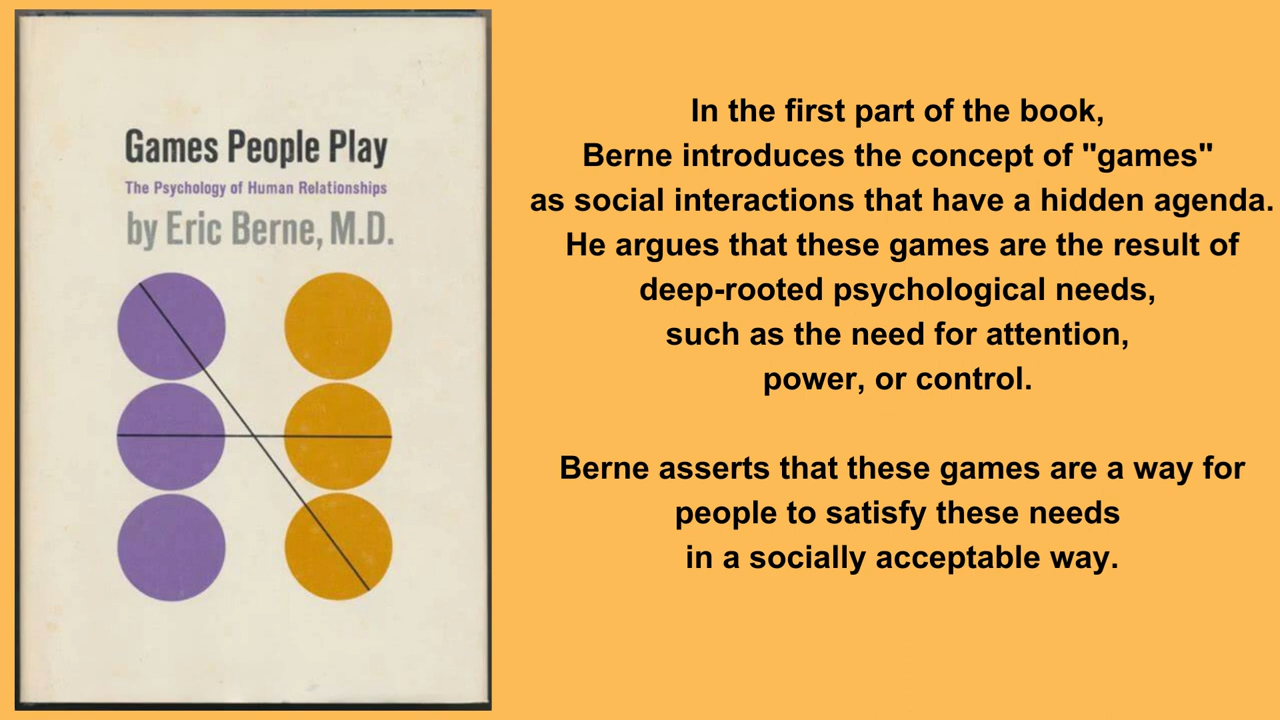 Games People Play
The Psychology of Human Relationships
by Eric Berne, M.D.
In the first part of the book,
Berne introduces the concept of "games"
as social interactions that have a hidden agenda.
He argues that these games are the result of
deep-rooted psychological needs,
such as the need for attention,
power, or control.
Berne asserts that these games are a way for
people to satisfy these needs
in a socially acceptable way.